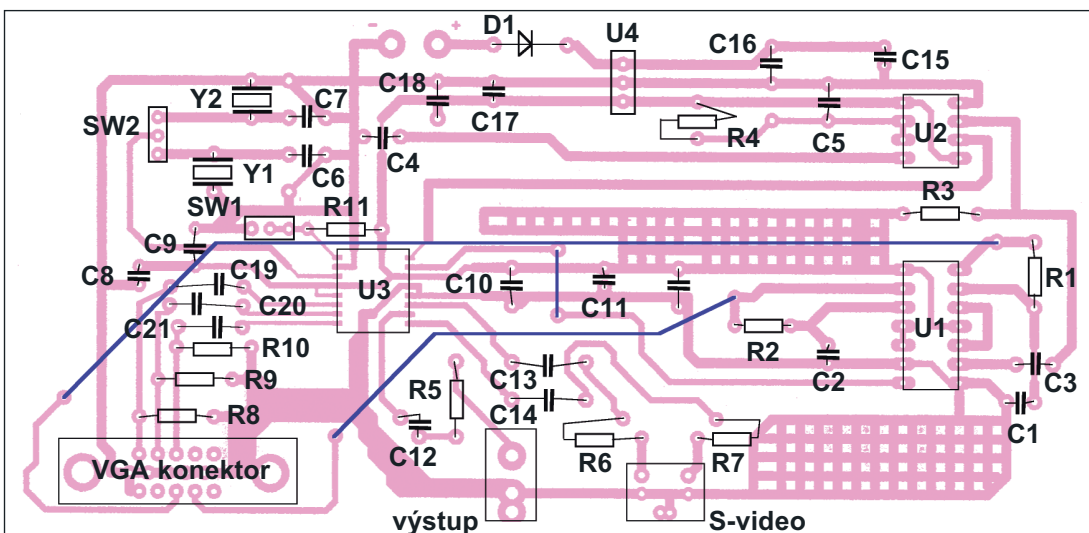 - + D1 U4
C16 C15
C18
Y2 C7
SW2 C17 R4 C5 U2
C4
Y1 C6
SW1 R11 R3
C9
C8 C19 U3 C10 C11 R1
C20
C21 U1
R10 R2
R9 C13 C2 C3
R5
R8 C14 C1
C12 R6 R7
VGA konektor
výstup S-video